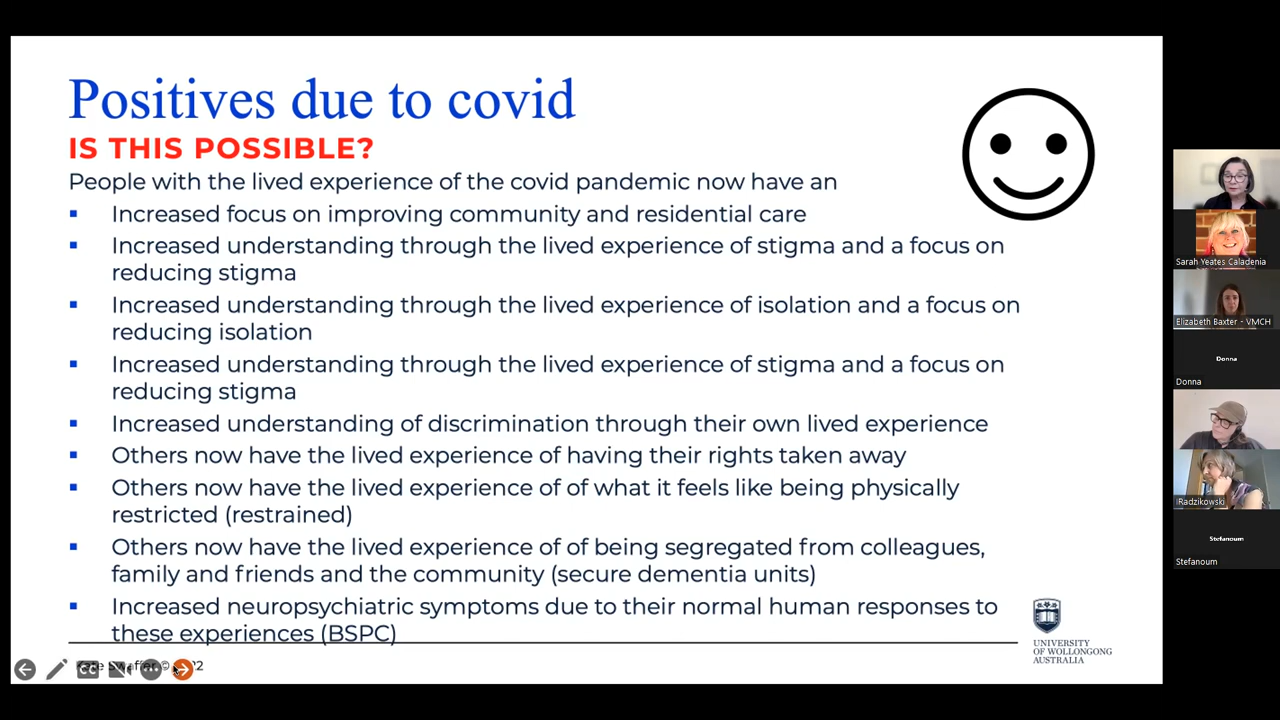 Positives due to covid
IS THIS POSSIBLE?
People with the lived experience of the covid pandemic now have an
▪ Increased focus on improving community and residential care
▪ Increased understanding through the lived experience of stigma and a focus on
reducing stigma
▪ Increased understanding through the lived experience of isolation and a focus on
reducing isolation
▪ Increased understanding through the lived experience of stigma and a focus on
reducing stigma
▪ Increased understanding of discrimination through their own lived experience
▪ Others now have the lived experience of having their rights taken away
▪ Others now have the lived experience of of what it feels like being physically
restricted (restrained)
▪ Others now have the lived experience of of being segregated from colleagues,
family and friends and the community (secure dementia units)
▪ Increased neuropsychiatric symptoms due to their normal human responses to
these experiences (BSPC)
CC
UNIVERSITY
OF WOLLONGONG
AUSTRALIA
Sarah Yeates Caladenia
Elizabeth Baxter - VMCH
Donna
Donna
IRadzikowski
Stefanoum
Stefanoum